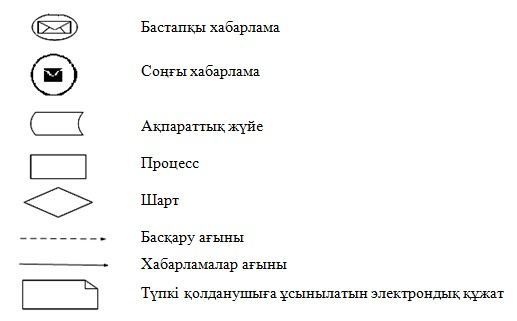 Бастапқы хабарлама
Соңғы хабарлама
Ақпараттық жүйе
Процесс
Шарт
Басқару ағыны
Хабарламалар ағыны
Түпкі қолданушыға ұсынылатын электрондық құжат